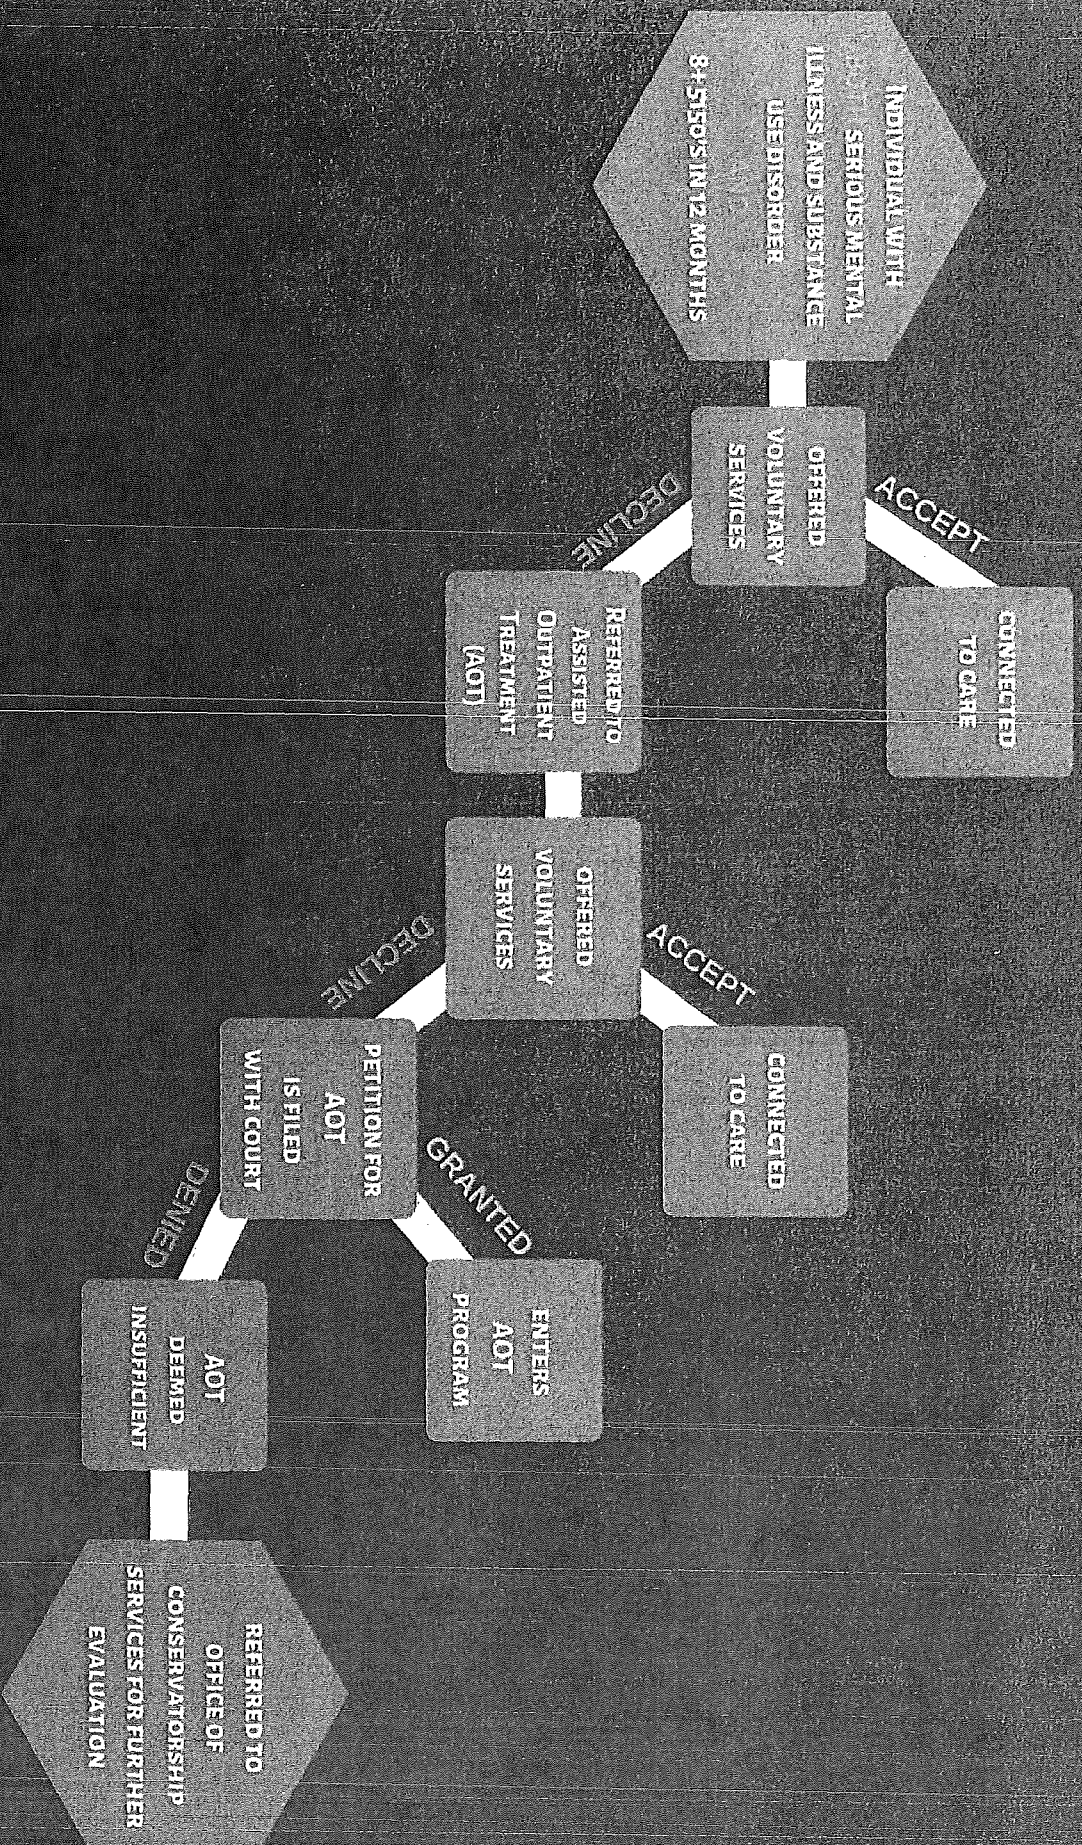 INDIVIDUAL WITH
SERIOUS MENTAL
ILLNESS AND SUBSTANCE
USE DISORDER
8+ 5150'S IN 12 MONTHS
OFFERED
VOLUNTARY
SERVICES
ACCEPT
CONNECTED
TO CARE
DECLINE
REFERRED TO
ASSISTED
OUTPATIENT
TREATMENT
(AOT)
OFFERED
VOLUNTARY
SERVICES
ACCEPT
CONNECTED
TO CARE
DECLINE
PETITION FOR
AOT
IS FILED
WITH COURT
GRANTED
ENTERS
AOT
PROGRAM
DENIED
AOT
DEEMED
INSUFFICIENT
REFERRED TO
OFFICE OF
CONSERVATORSHIP
SERVICES FOR FURTHER
EVALUATION